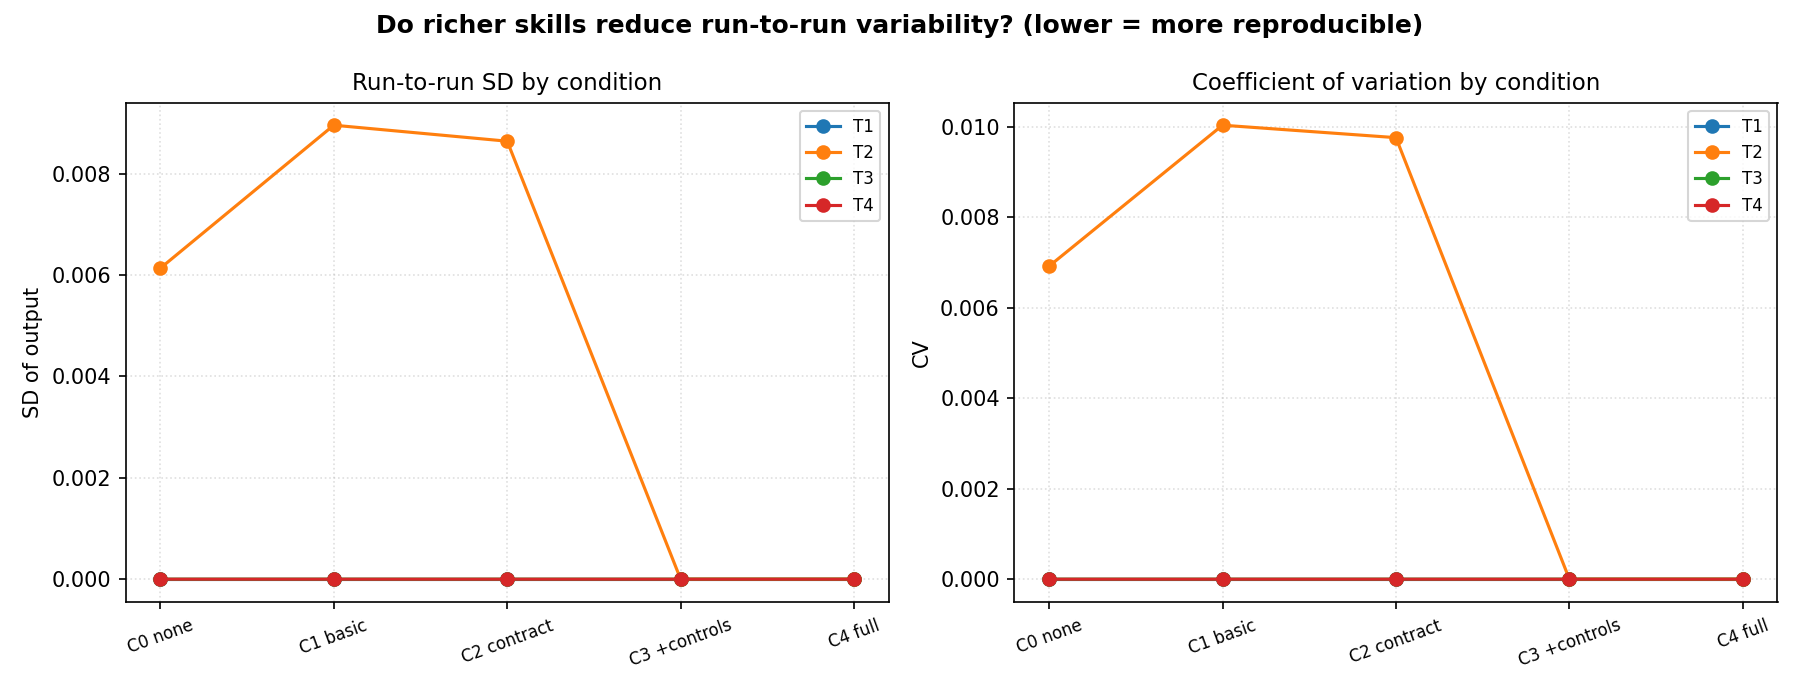 Do richer skills reduce run-to-run variability? (lower = more reproducible)
Run-to-run SD by condition
SD of output
0.008
0.006
0.004
0.002
0.000
C0 none
C1 basic
C2 contract
C3 +controls
C4 full
T1
T2
T3
T4
Coefficient of variation by condition
CV
0.010
0.008
0.006
0.004
0.002
0.000
C0 none
C1 basic
C2 contract
C3 +controls
C4 full
T1
T2
T3
T4